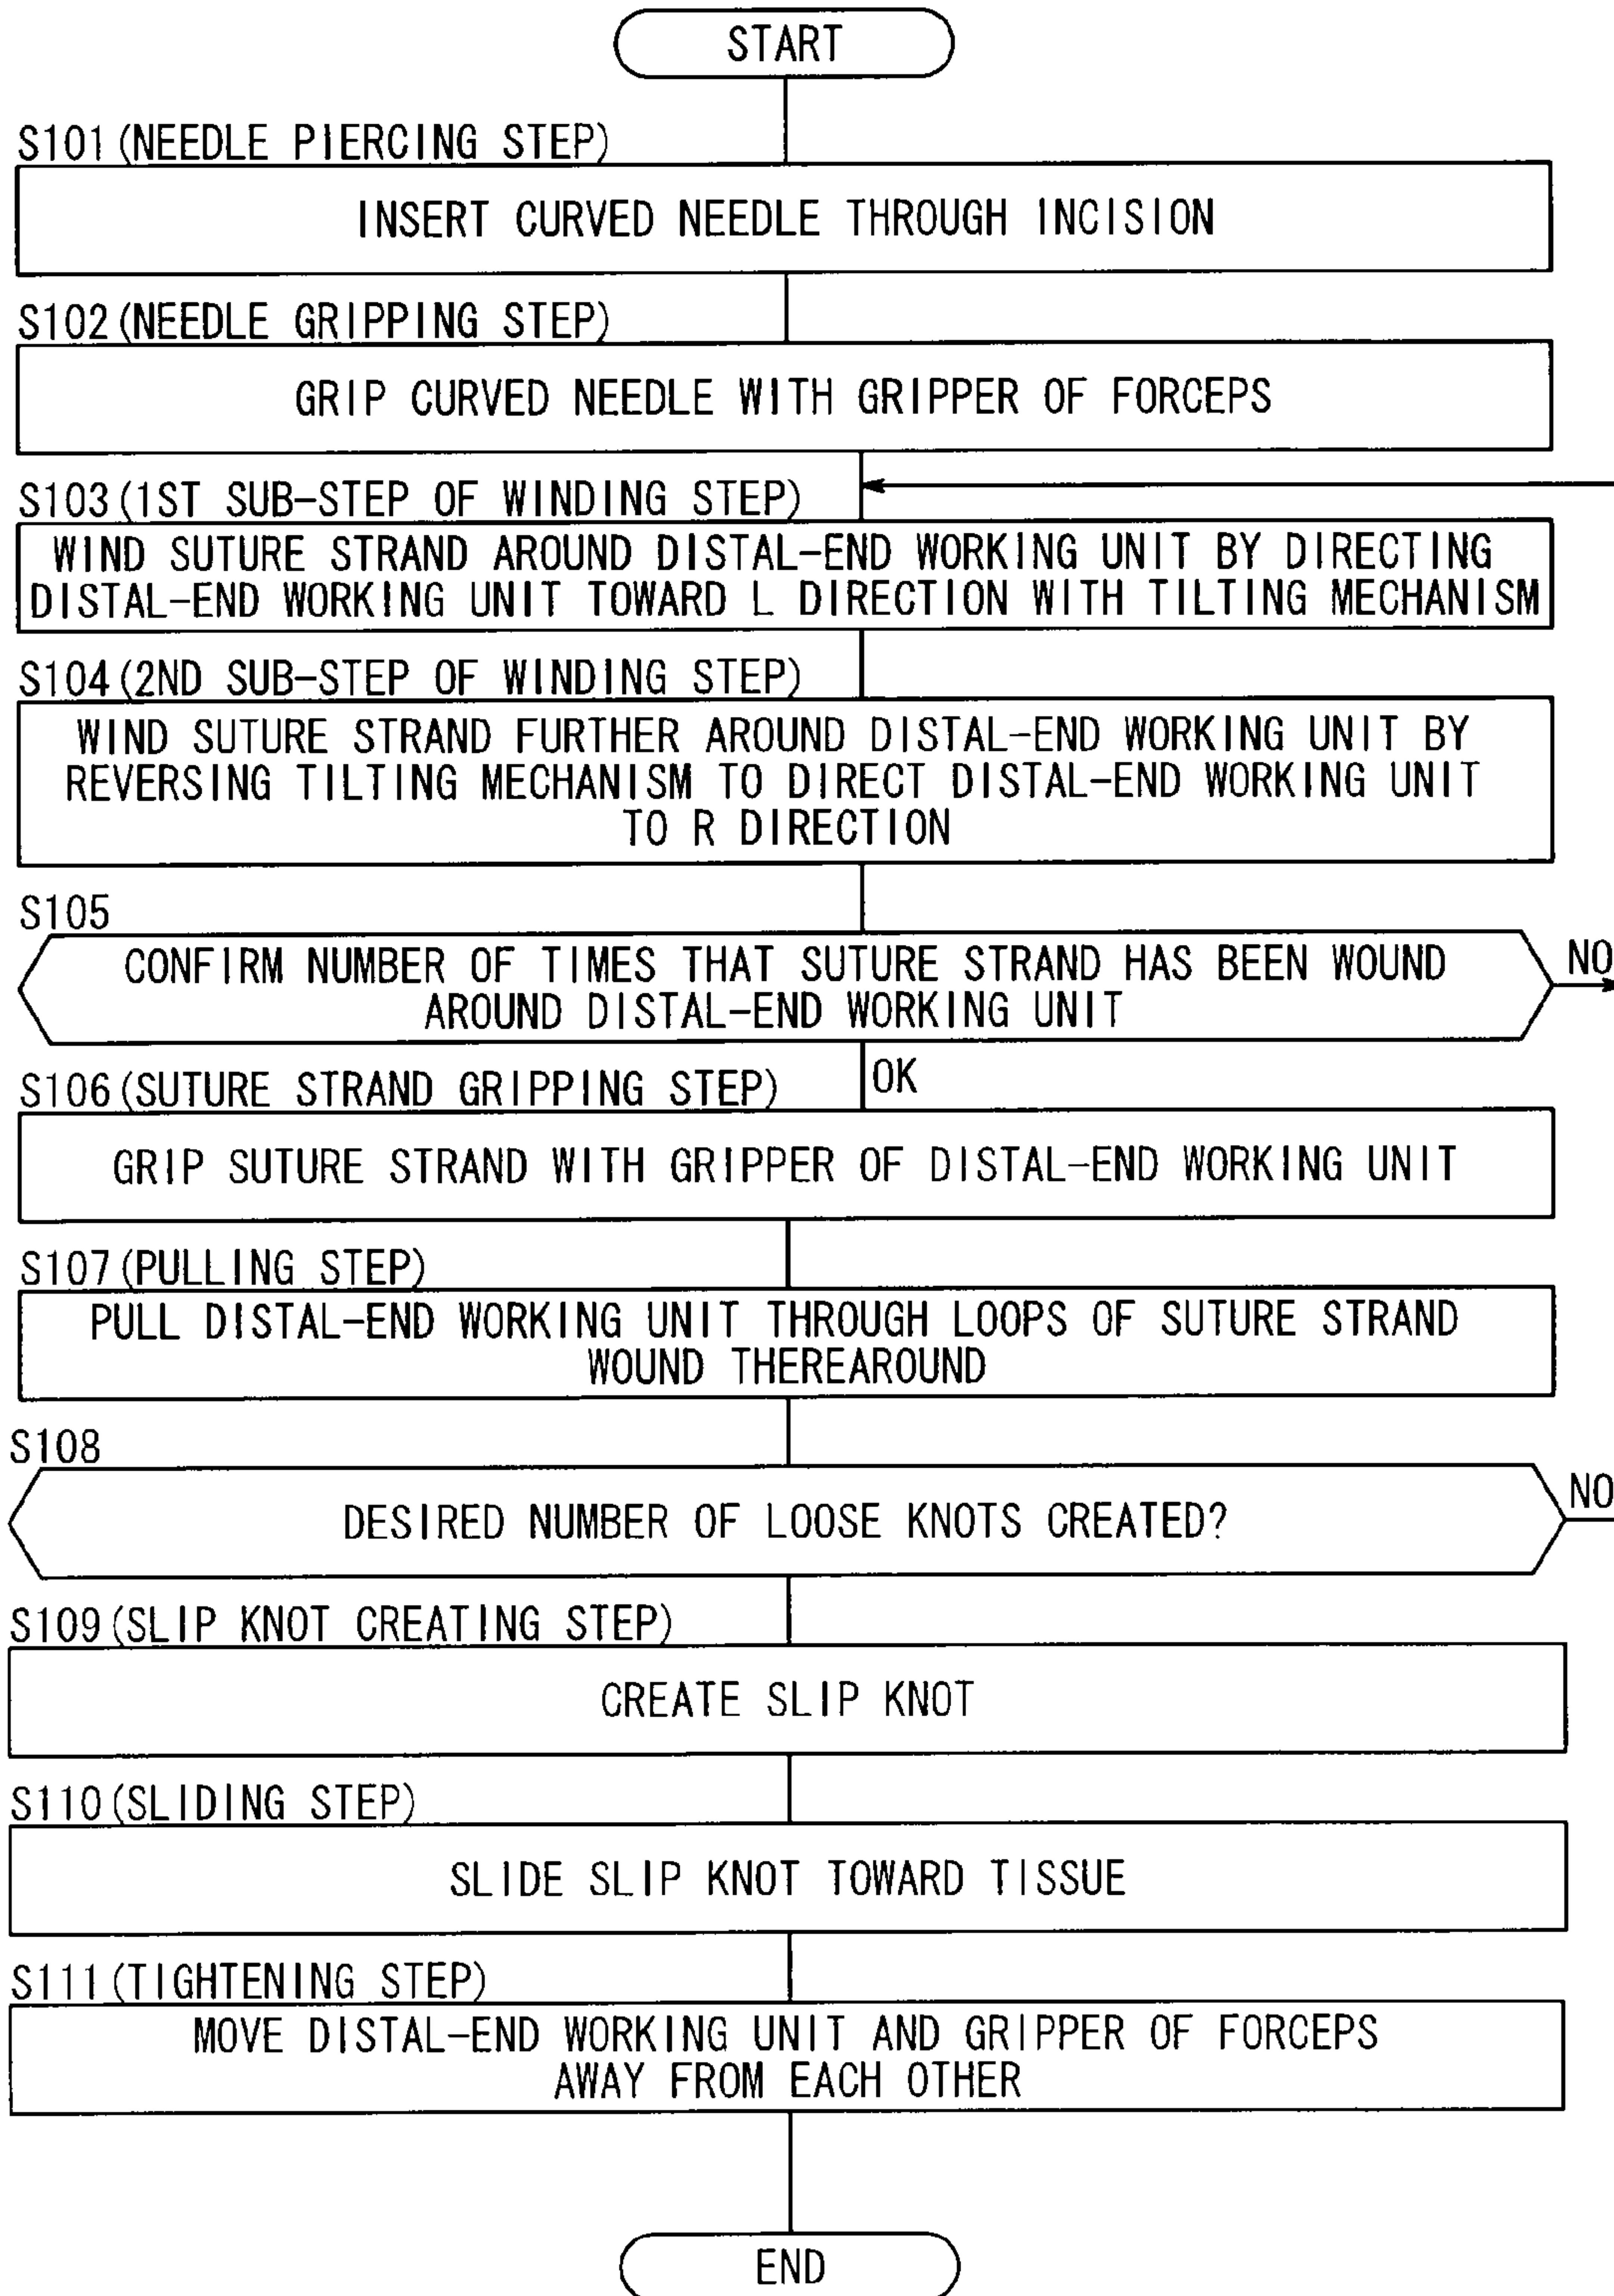 START
S101(NEEDLE PIERCING STEP)
INSERT CURVED NEEDLE THROUGH INCISION
S102(NEEDLE GRIPPING STEP)
GRIP CURVED NEEDLE WITH GRIPPER OF FORCEPS
S103(1ST SUB-STEP OF WINDING STEP)
WIND SUTURE STRAND AROUND DISTAL-END WORKING UNIT BY DIRECTING
DISTAL-END WORKING UNIT TOWARD L DIRECTION WITH TILTING MECHANISM
S104(2ND SUB-STEP OF WINDING STEP)
WIND SUTURE STRAND FURTHER AROUND DISTAL-END WORKING UNIT BY
REVERSING TILTING MECHANISM TO DIRECT DISTAL-END WORKING UNIT
TO R DIRECTION
S105
CONFIRM NUMBER OF TIMES THAT SUTURE STRAND HAS BEEN WOUND
AROUND DISTAL-END WORKING UNIT
NO
OK
S106(SUTURE STRAND GRIPPING STEP)
GRIP SUTURE STRAND WITH GRIPPER OF DISTAL-END WORKING UNIT
S107(PULLING STEP)
PULL DISTAL-END WORKING UNIT THROUGH LOOPS OF SUTURE STRAND
WOUND THEREAROUND
S108
DESIRED NUMBER OF LOOSE KNOTS CREATED?
NO
S109(SLIP KNOT CREATING STEP)
CREATE SLIP KNOT
S110(SLIDING STEP)
SLIDE SLIP KNOT TOWARD TISSUE
S111(TIGHTENING STEP)
MOVE DISTAL-END WORKING UNIT AND GRIPPER OF FORCEPS
AWAY FROM EACH OTHER
END